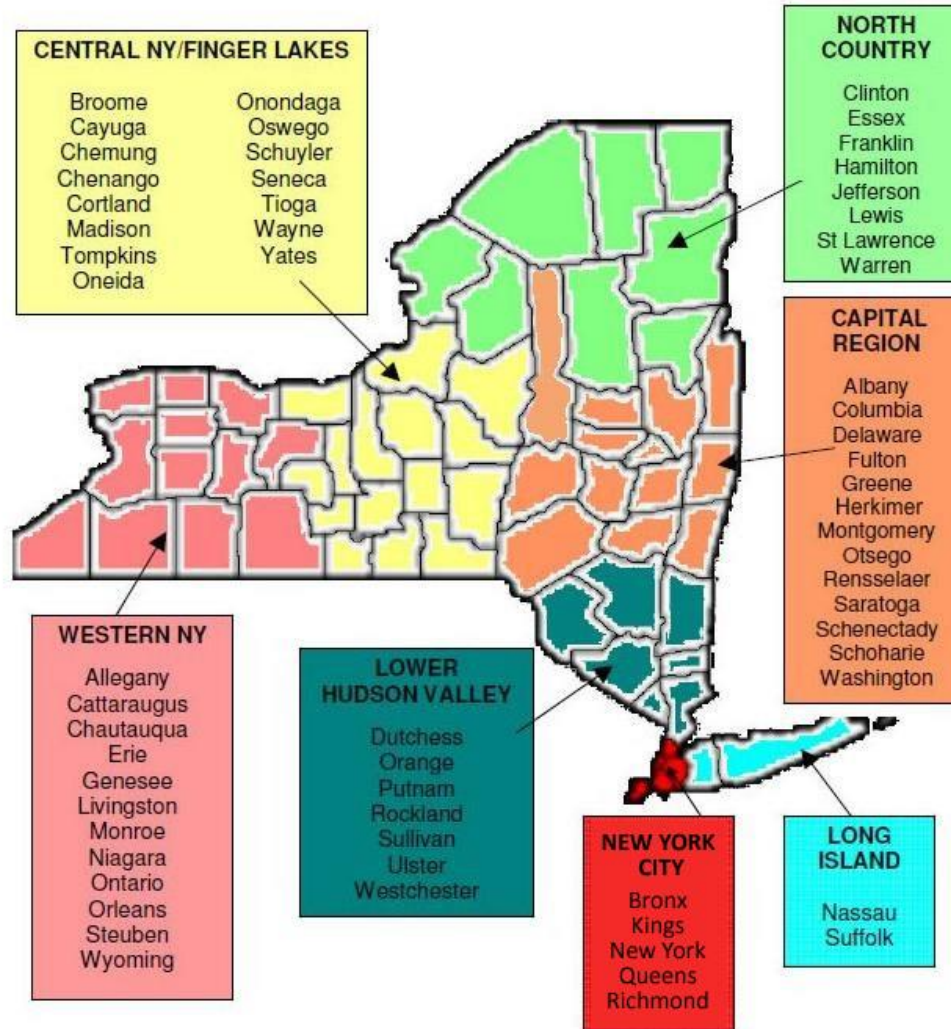 CENTRAL NY/FINGER LAKES
Broome
Cayuga
Chemung
Chenango
Cortland
Madison
Tompkins
Oneida
Onondaga
Oswego
Schuyler
Seneca
Tioga
Wayne
Yates
NORTH
COUNTRY
Clinton
Essex
Franklin
Hamilton
Jefferson
Lewis
St Lawrence
Warren
CAPITAL
REGION
Albany
Columbia
Delaware
Fulton
Greene
Herkimer
Montgomery
Otsego
Rensselaer
Saratoga
Schenectady
Schoharie
Washington
WESTERN NY
Allegany
Cattaraugus
Chautauqua
Erie
Genesee
Livingston
Monroe
Niagara
Ontario
Orleans
Steuben
Wyoming
LOWER
HUDSON VALLEY
Dutchess
Orange
Putnam
Rockland
Sullivan
Ulster
Westchester
NEW YORK
CITY
Bronx
Kings
New York
Queens
Richmond
LONG
ISLAND
Nassau
Suffolk